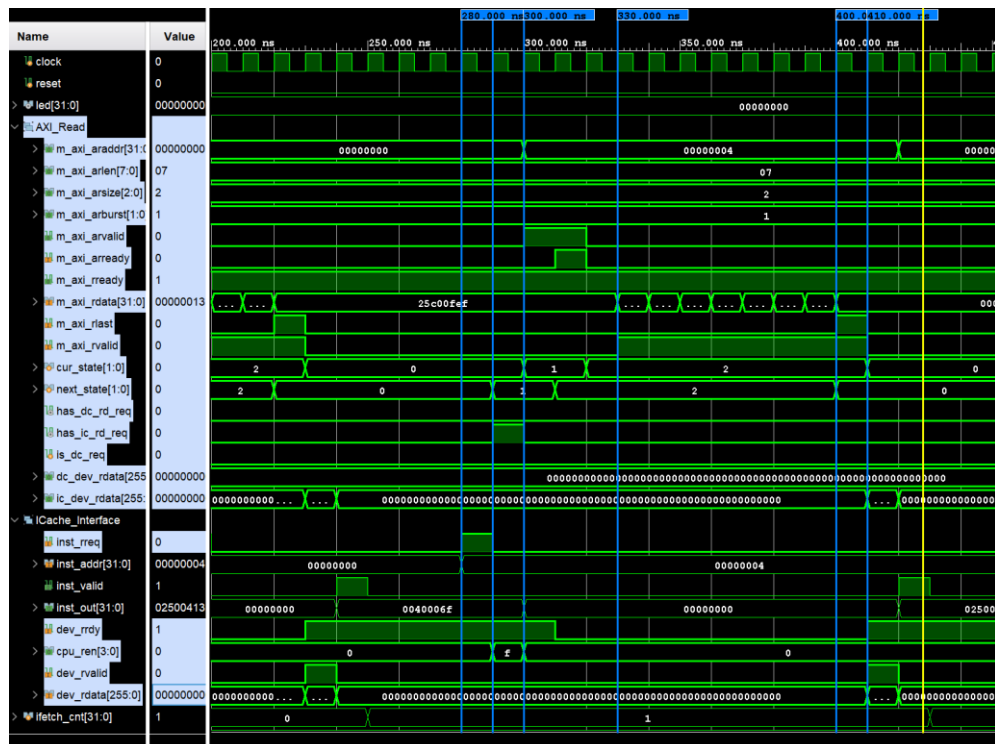 280.000 ns 300.000 ns 330.000 ns 400.0 410.000 ns
Name Value 200.000 ns 250.000 ns 300.000 ns 350.000 ns 400.000 ns
clock 0
reset 0
led[31:0] 00000000 00000000
AXI_Read
m_axi_araddr[31:0 00000000 00000000 00000004 00000
m_axi_arlen[7:0] 07 07
m_axi_arsize[2:0] 2 2
m_axi_arburst[1:0 1 1
m_axi_arvalid 0
m_axi_arready 0
m_axi_rready 1
m_axi_rdata[31:0] 00000013 ... ... 25c00fef ... ... ... ... ... ... ... 000
m_axi_rlast 0
m_axi_rvalid 0
cur_state[1:0] 0 2 0 1 2 0
next_state[1:0] 0 2 0 1 2 0
has_dc_rd_req 0
has_ic_rd_req 0
is_dc_req 0
dc_dev_rdata[255 00000000
ic_dev_rdata[255: 00000000 0000000000... ... ...
ICache_Interface
inst_rreq 0
inst_addr[31:0] 00000004 00000000 00000004
inst_valid 1
inst_out[31:0] 02500413 00000000 0040006f 00000000 02500
dev_rrdy 1
cpu_ren[3:0] 0 0 f 0
dev_rvalid 0
dev_rdata[255:0] 00000000 0000000000... ... ...
ifetch_cnt[31:0] 1 0 1